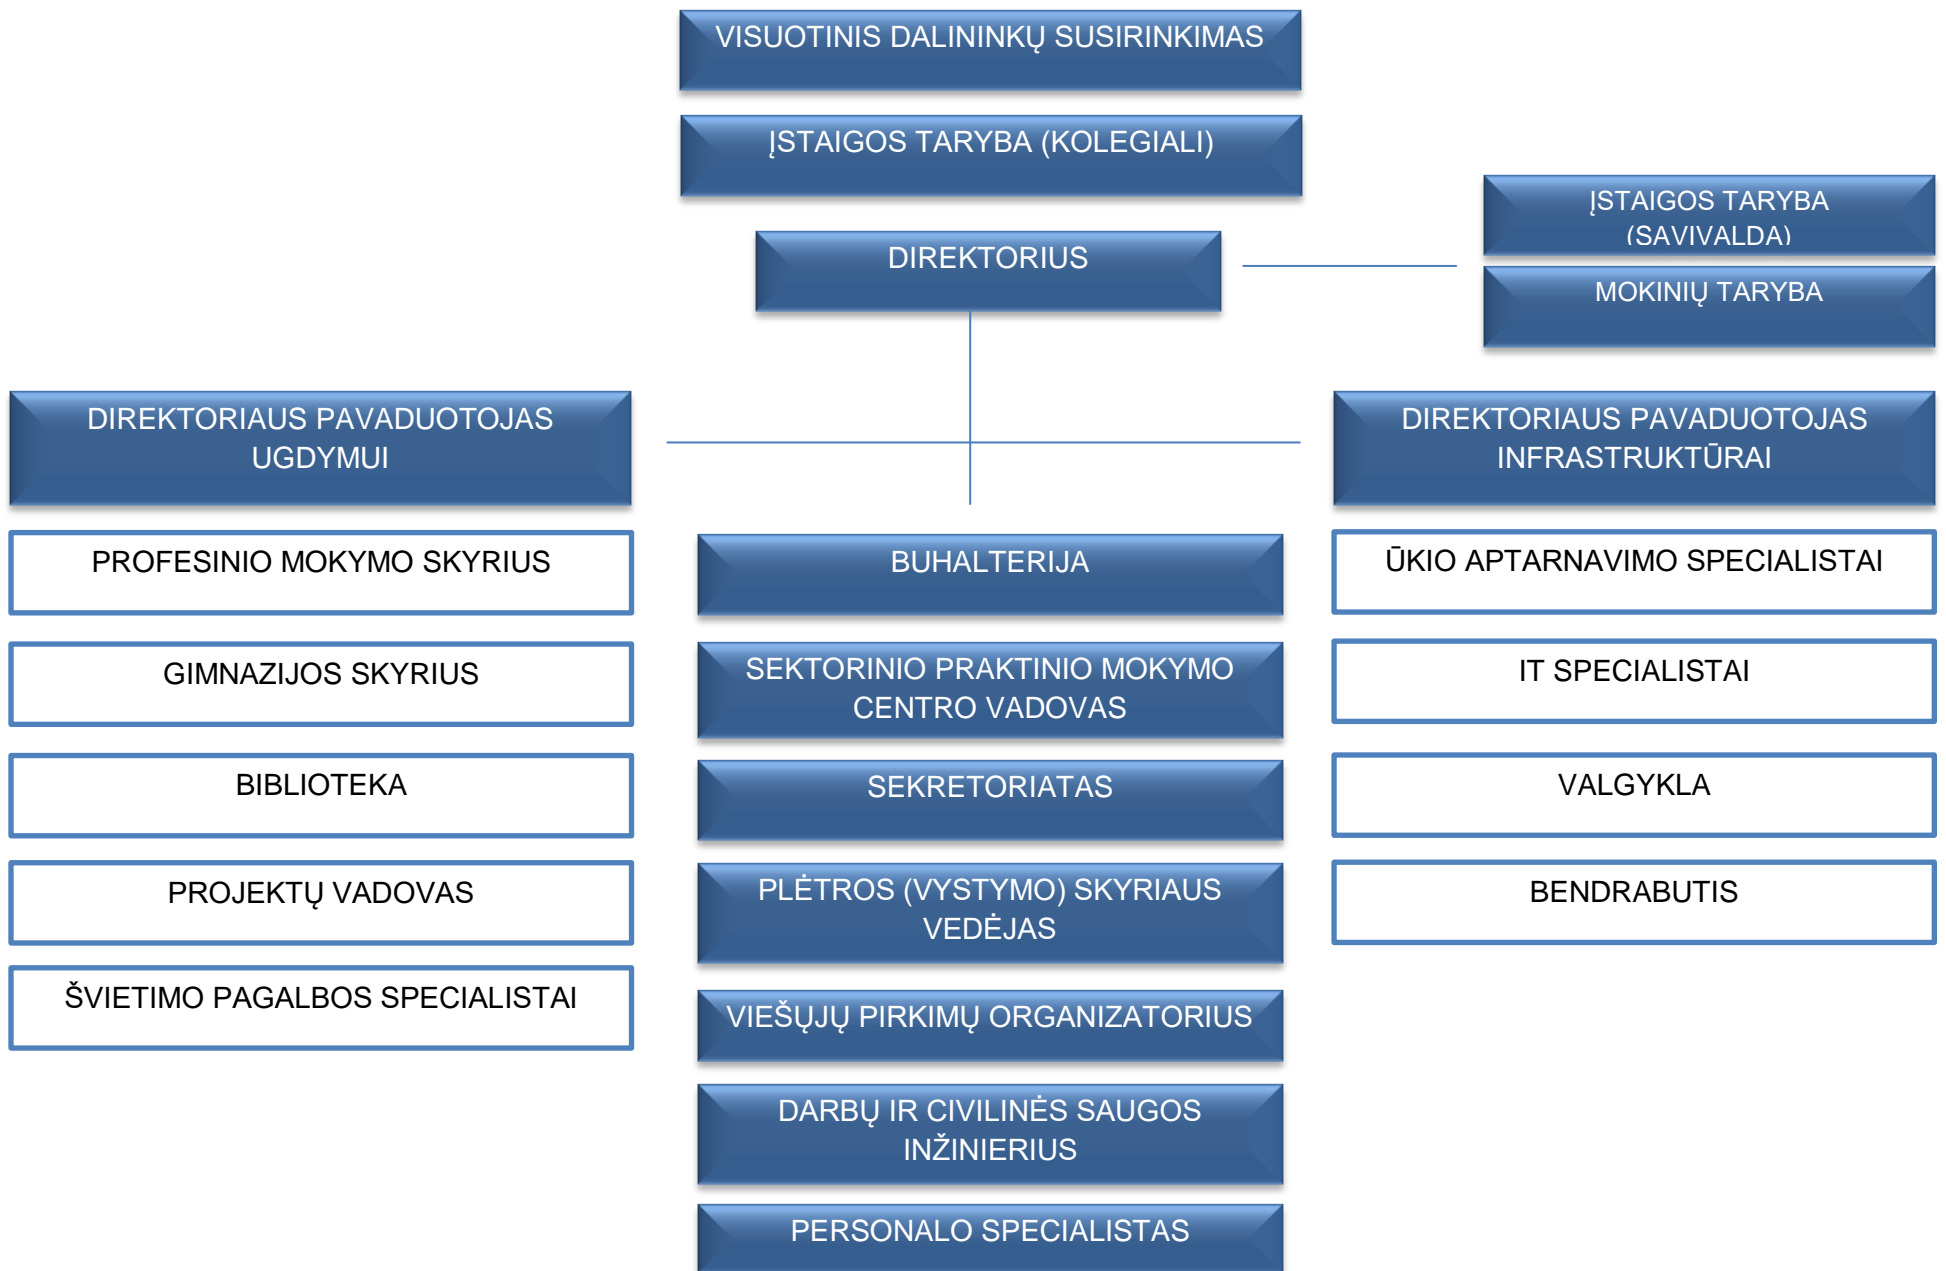 VISUOTINIS DALININKŲ SUSIRINKIMAS
ĮSTAIGOS TARYBA (KOLEGIALI)
ĮSTAIGOS TARYBA
(SAVIVALDA)
DIREKTORIUS
MOKINIŲ TARYBA
DIREKTORIAUS PAVADUOTOJAS
UGDYMUI
PROFESINIO MOKYMO SKYRIUS
GIMNAZIJOS SKYRIUS
BIBLIOTEKA
PROJEKTŲ VADOVAS
ŠVIETIMO PAGALBOS SPECIALISTAI
BUHALTERIJA
SEKTORINIO PRAKTINIO MOKYMO
CENTRO VADOVAS
SEKRETORIATAS
PLĖTROS (VYSTYMO) SKYRIAUS
VEDĖJAS
VIEŠŲJŲ PIRKIMŲ ORGANIZATORIUS
DARBŲ IR CIVILINĖS SAUGOS
INŽINIERIUS
PERSONALO SPECIALISTAS
DIREKTORIAUS PAVADUOTOJAS
INFRASTRUKTŪRAI
ŪKIO APTARNAVIMO SPECIALISTAI
IT SPECIALISTAI
VALGYKLA
BENDRABUTIS